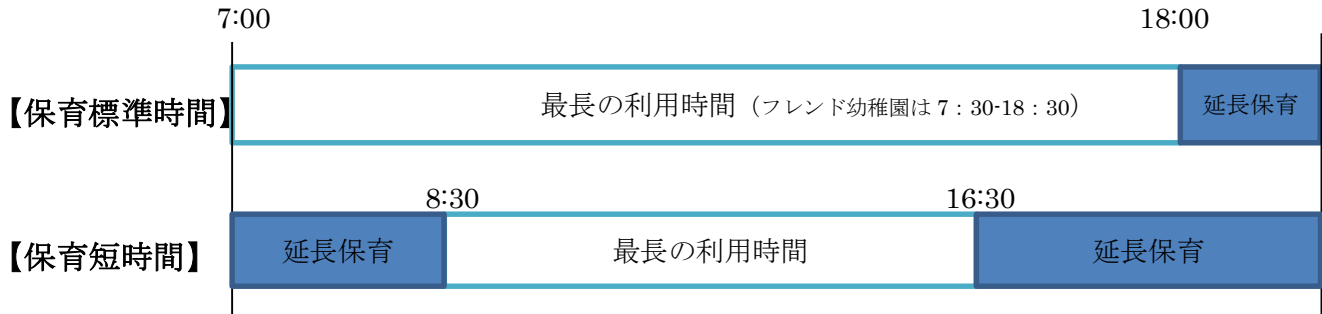 7:00 18:00
【保育標準時間】 最長の利用時間（フレンド幼稚園は 7：30-18：30） 延長保育
8:30 16:30
【保育短時間】 延長保育 最長の利用時間 延長保育